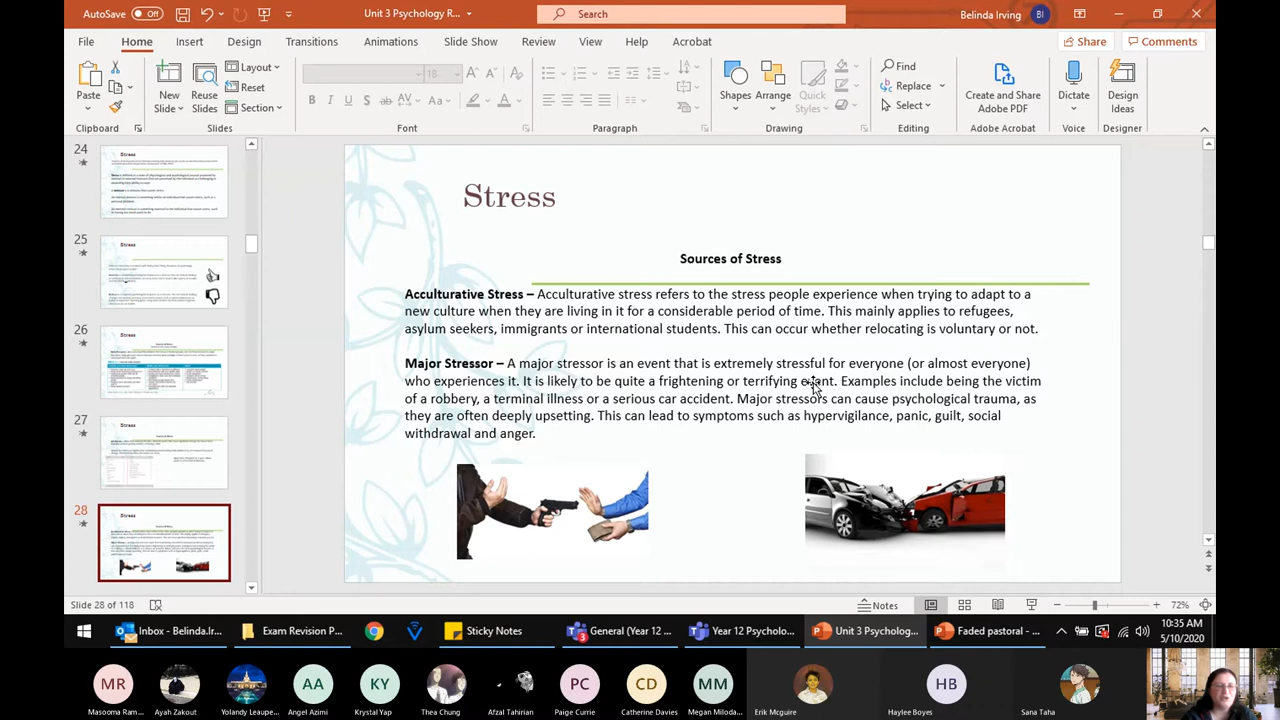 AutoSave Off Unit 3 Psychology R... Search Belinda Irving BI
File Home Insert Design Transitions Animations Slide Show Review View Help Acrobat Share Comments
Paste New Slide Reuse Slides Layout Reset Section 18 Shapes Arrange Quick Styles Find Replace Select Create and Share Adobe PDF Dictate Design Ideas
Clipboard Slides Font Paragraph Drawing Editing Adobe Acrobat Voice Designer
24
Stress
25
Stress
26
Stress
27
Stress
28
Stress
Stress
Sources of Stress
Acculturative Stress – Acculturative stress refers to the stress people experience when trying to adapt to a
new culture when they are living in it for a considerable period of time. This mainly applies to refugees,
asylum seekers, immigrants or international students. This can occur whether relocating is voluntary or not.
Major Stressor – A major stressor is an event that is extremely stressful for everyone (or almost everyone)
who experiences it. It is likely to be quite a frightening or terrifying event. Examples include being the victim
of a robbery, a terminal illness or a serious car accident. Major stressors can cause psychological trauma, as
they are often deeply upsetting. This can lead to symptoms such as hypervigilance, panic, guilt, social
withdrawal and anger.
Slide 28 of 118 Notes 72%
Inbox - Belinda.Ir... Exam Revision P... Sticky Notes General (Year 12 ... Year 12 Psycholo... Unit 3 Psycholog... Faded pastoral - ... 10:35 AM
5/10/2020
MR AA KY PC CD MM HB
Masooma Ram... Ayah Zakout Yolandy Leaupe... Angel Azimi Krystal Yap Thea Chung Afzal Tahirian Paige Currie Catherine Davies Megan Miloda... Erik Mcguire Haylee Boyes Sana Taha